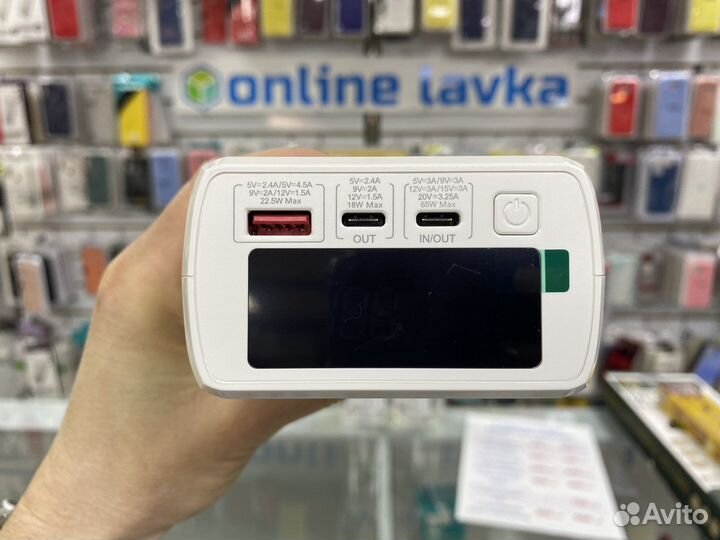 online lavka
5V=2.4A/5V=4.5A
9V=2A/12V=1.5A
22.5W Max
5V=2.4A
9V=2A
12V=1.5A
18W Max
OUT
5V=3A/9V=3A
12V=3A/15V=3A
20V=3.25A
65W Max
IN/OUT
Avito